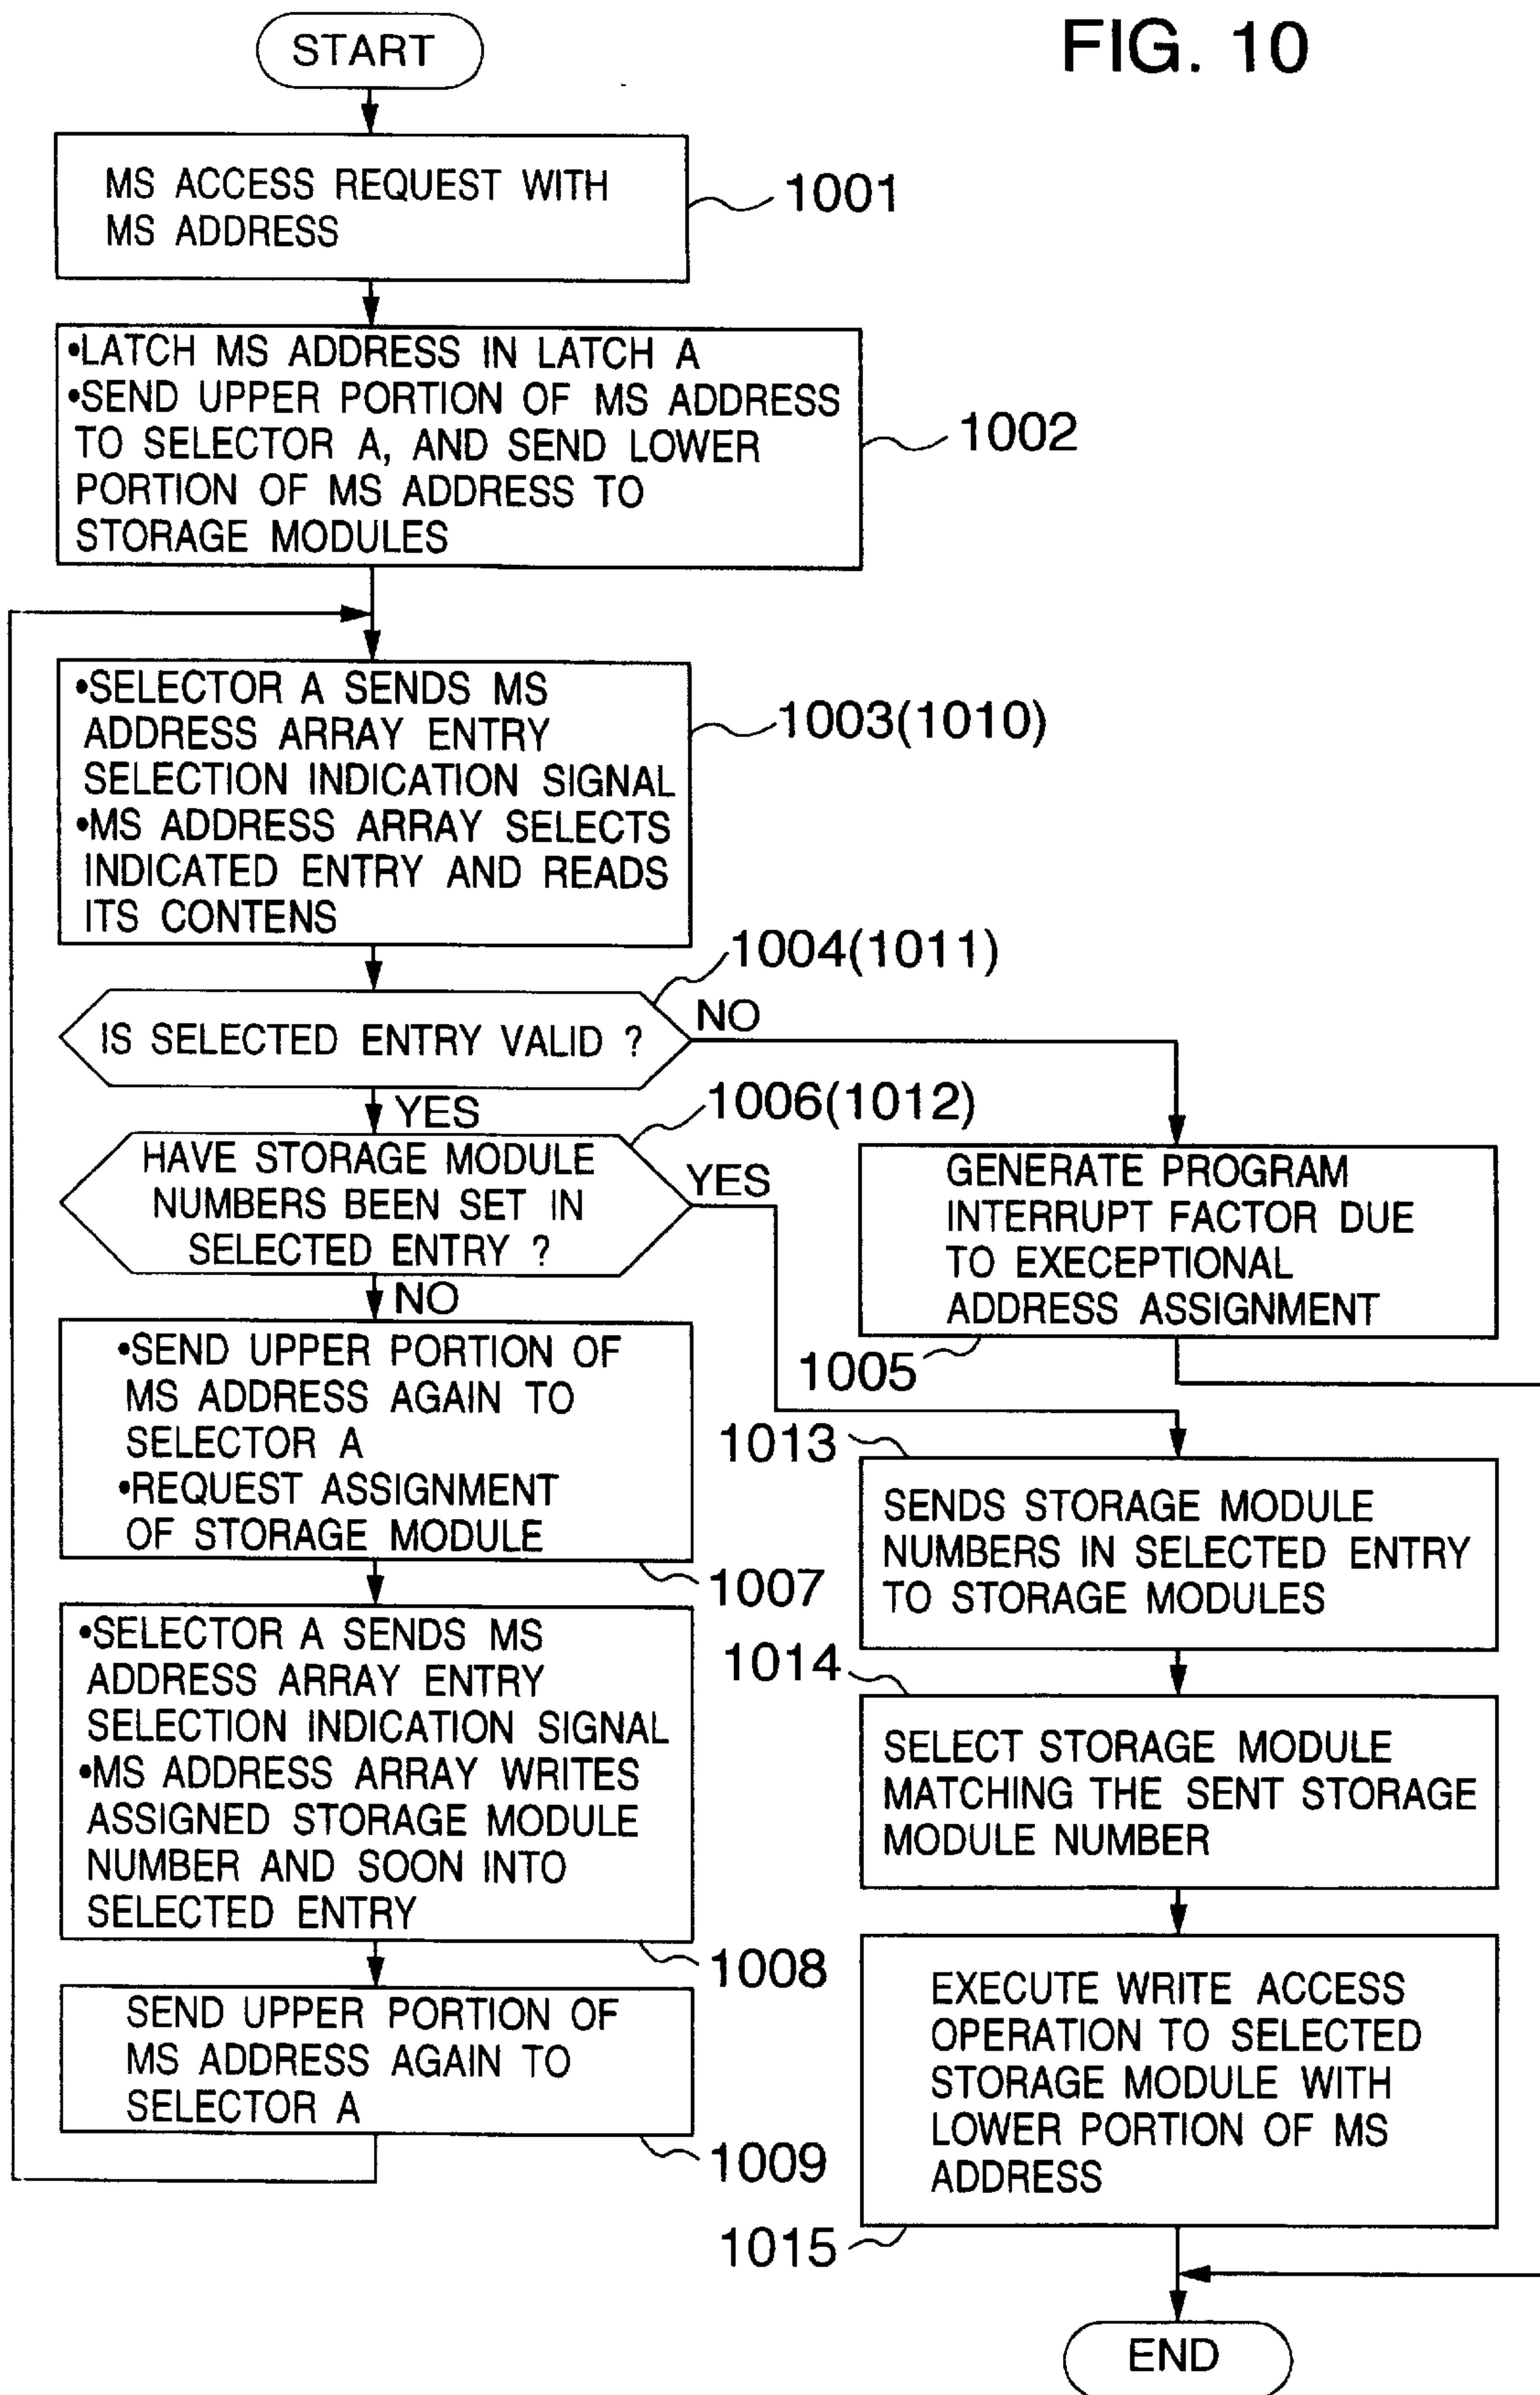 FIG. 10
START
MS ACCESS REQUEST WITH
MS ADDRESS
1001
•LATCH MS ADDRESS IN LATCH A
•SEND UPPER PORTION OF MS ADDRESS
TO SELECTOR A, AND SEND LOWER
PORTION OF MS ADDRESS TO
STORAGE MODULES
1002
•SELECTOR A SENDS MS
ADDRESS ARRAY ENTRY
SELECTION INDICATION SIGNAL
•MS ADDRESS ARRAY SELECTS
INDICATED ENTRY AND READS
ITS CONTENS
1003(1010)
1004(1011)
IS SELECTED ENTRY VALID ?
NO
YES
1006(1012)
HAVE STORAGE MODULE
NUMBERS BEEN SET IN
SELECTED ENTRY ?
YES
NO
GENERATE PROGRAM
INTERRUPT FACTOR DUE
TO EXECEPTIONAL
ADDRESS ASSIGNMENT
1005
•SEND UPPER PORTION OF
MS ADDRESS AGAIN TO
SELECTOR A
•REQUEST ASSIGNMENT
OF STORAGE MODULE
1007
•SELECTOR A SENDS MS
ADDRESS ARRAY ENTRY
SELECTION INDICATION SIGNAL
•MS ADDRESS ARRAY WRITES
ASSIGNED STORAGE MODULE
NUMBER AND SOON INTO
SELECTED ENTRY
1008
SEND UPPER PORTION OF
MS ADDRESS AGAIN TO
SELECTOR A
1009
1013
SENDS STORAGE MODULE
NUMBERS IN SELECTED ENTRY
TO STORAGE MODULES
1014
SELECT STORAGE MODULE
MATCHING THE SENT STORAGE
MODULE NUMBER
EXECUTE WRITE ACCESS
OPERATION TO SELECTED
STORAGE MODULE WITH
LOWER PORTION OF MS
ADDRESS
1015
END